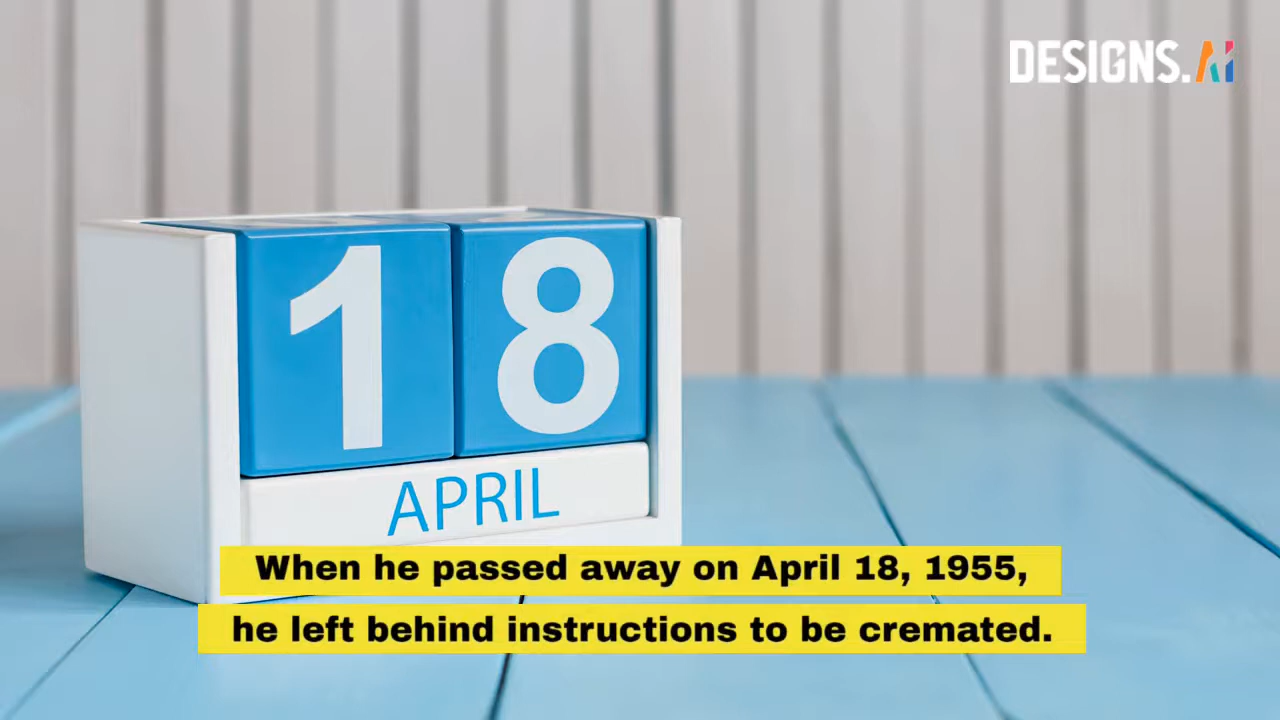 DESIGNS.AI
18
APRIL
When he passed away on April 18, 1955,
he left behind instructions to be cremated.